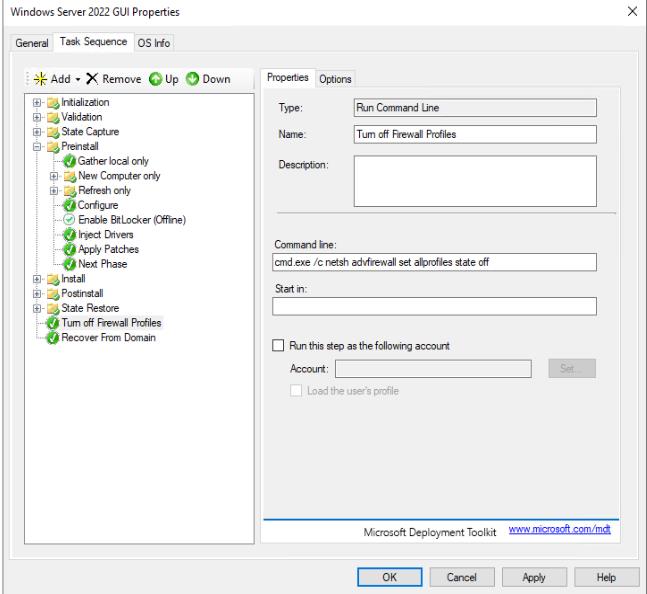 Windows Server 2022 GUI Properties
General Task Sequence OS Info
Add Remove Up Down
Initialization
Validation
State Capture
Preinstall
Gather local only
New Computer only
Refresh only
Configure
Enable BitLocker (Offline)
Inject Drivers
Apply Patches
Next Phase
Install
Postinstall
State Restore
Turn off Firewall Profiles
Recover From Domain
Properties Options
Type: Run Command Line
Name: Turn off Firewall Profiles
Description:
Command line:
cmd.exe /c netsh advfirewall set allprofiles state off
Start in:
Run this step as the following account
Account: Set...
Load the user's profile
Microsoft Deployment Toolkit www.microsoft.com/mdt
OK Cancel Apply Help